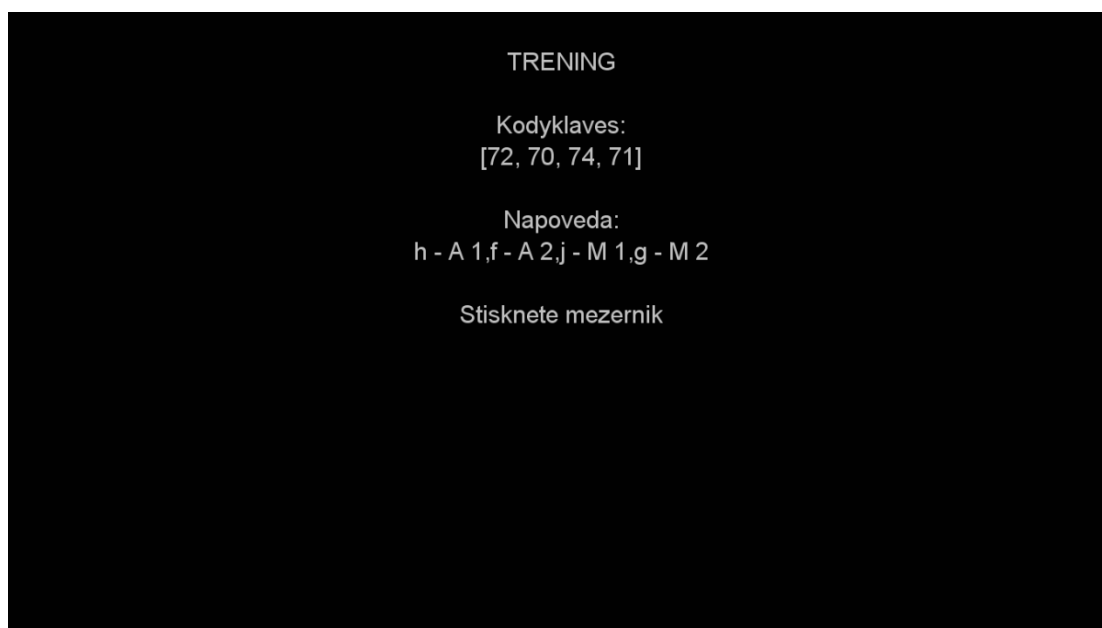 TRENING
Kodyklaves:
[72, 70, 74, 71]
Napoveda:
h - A 1,f - A 2,j - M 1,g - M 2
Stisknete mezernik